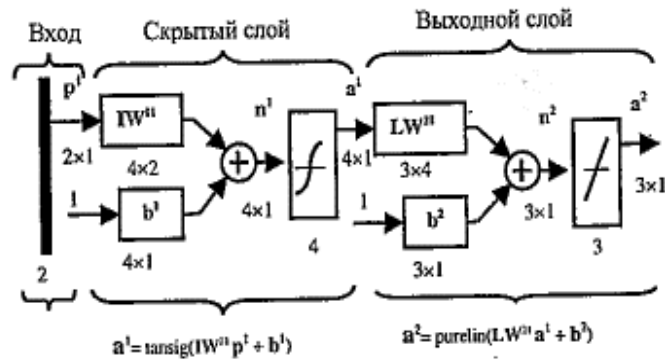 Вход
Скрытый слой
Выходной слой
p¹
IW¹¹
n¹
a¹
LW²¹
n²
a²
2×1
4×2
4×1
3×4
3×1
1
b¹
4×1
4
1
b²
3×1
3
3×1
2
4×1
3×1
a¹= tansig(IW¹¹p¹ + b¹)
a²= purelin(LW²¹a¹ + b²)